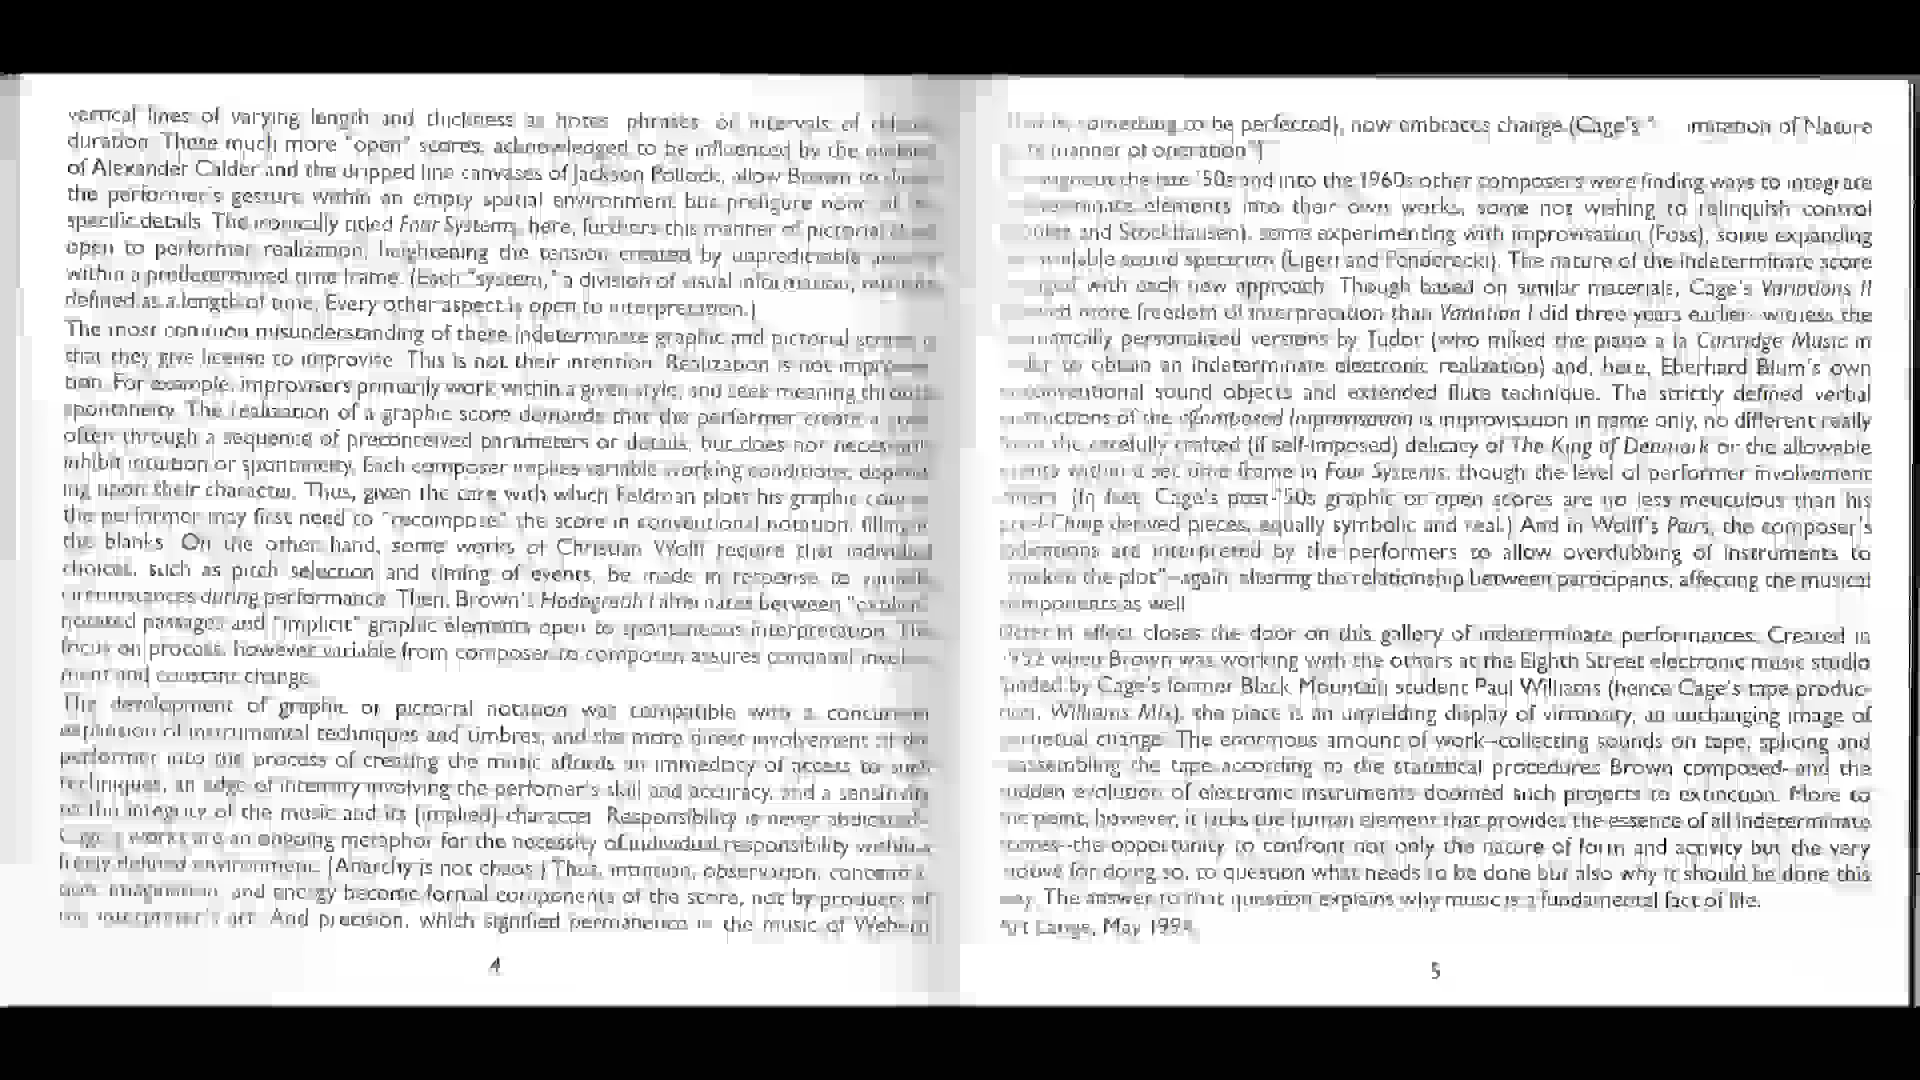 vertical lines of varying length and thickness as notes, phrases or intervals of
duration. These much more "open" scores, acknowledged to be influenced by the
of Alexander Calder and the dripped line canvases of Jackson Pollock, allow Brown to
the performer's gesture within an empty spatial environment but prefigure none of
specific details. The ironically titled Four Systems, here, furthers this manner of pictorial
open to performer realization, heightening the tension created by unpredictable
within a predetermined time frame. (Each "system," a division of visual information,
defined as a length of time. Every other aspect is open to interpretation.)
The most common misunderstanding of these indeterminate graphic and pictorial
that they give license to improvise. This is not their intention. Realization is not
tion. For example, improvisers primarily work within a given style, and seek meaning through
spontaneity. The realization of a graphic score demands that the performer create a
often through a sequence of preconceived parameters or details, but does not
inhibit intuition or spontaneity. Each composer implies variable working conditions,
ing upon their character. Thus, given the care with which Feldman plots his graphic
the performer may first need to "recompose" the score in conventional notation, filling
the blanks. On the other hand, some works of Christian Wolff require that individual
choices, such as pitch selection and timing of events, be made in response to
circumstances during performance. Then, Brown's Hodograph I alternates between
notated passages and "implicit" graphic elements open to spontaneous interpretation. The
focus on process, however variable from composer to composer, assures continual
ment and constant change.
The development of graphic or pictorial notation was compatible with a concurrent
explosion of instrumental techniques and timbres, and the more direct involvement of the
performer into the process of creating the music affords an immediacy of access to such
techniques, an edge of intensity involving the perfomer's skill and accuracy, and a sensitivity
to the integrity of the music and its (implied) character. Responsibility is never
Cage's works are an ongoing metaphor for the necessity of individual responsibility within a
freely defined environment. (Anarchy is not chaos.) Thus, intuition, observation,
imagination, and energy become formal components of the score, not by-products of
the interpreter's art. And precision, which signified permanence in the music of Webern
4
something to be perfected), now embraces change (Cage's imitation of Nature
manner of operation")
the late '50s and into the 1960s other composers were finding ways to integrate
elements into their own works, some not wishing to relinquish control
and Stockhausen), some experimenting with improvisation (Foss), some expanding
available sound spectrum (Ligeti and Penderecki). The nature of the indeterminate score
with each new approach. Though based on similar materials, Cage's Variations II
more freedom of interpretation than Variation I did three years earlier–witness the
personalized versions by Tudor (who miked the piano a la Cartridge Music in
to obtain an indeterminate electronic realization) and, here, Eberhard Blum's own
sound objects and extended flute technique. The strictly defined verbal
of the Composed Improvisation is improvisation in name only, no different really
from the carefully crafted (if self-imposed) delicacy of The King of Denmark or the allowable
events within a set time frame in Four Systems, though the level of performer involvement
(In fact, Cage's post-'50s graphic or open scores are no less meticulous than his
derived pieces, equally symbolic and real.) And in Wolff's Pairs, the composer's
indications are interpreted by the performers to allow overdubbing of instruments to
the plot"–again, altering the relationship between participants, affecting the musical
components as well.
in effect closes the door on this gallery of indeterminate performances. Created in
1952 when Brown was working with the others at the Eighth Street electronic music studio
funded by Cage's former Black Mountain student Paul Williams (hence Cage's tape produc-
tion, Williams Mix), the piece is an unyielding display of virtuosity, an unchanging image of
perpetual change. The enormous amount of work–collecting sounds on tape, splicing and
assembling the tape according to the statistical procedures Brown composed–and the
sudden evolution of electronic instruments doomed such projects to extinction. More to
the point, however, it lacks the human element that provides the essence of all indeterminate
scores–the opportunity to confront not only the nature of form and activity but the very
motive for doing so, to question what needs to be done but also why it should be done this
way. The answer to that question explains why music is a fundamental fact of life.
Art Lange, May 1994
5